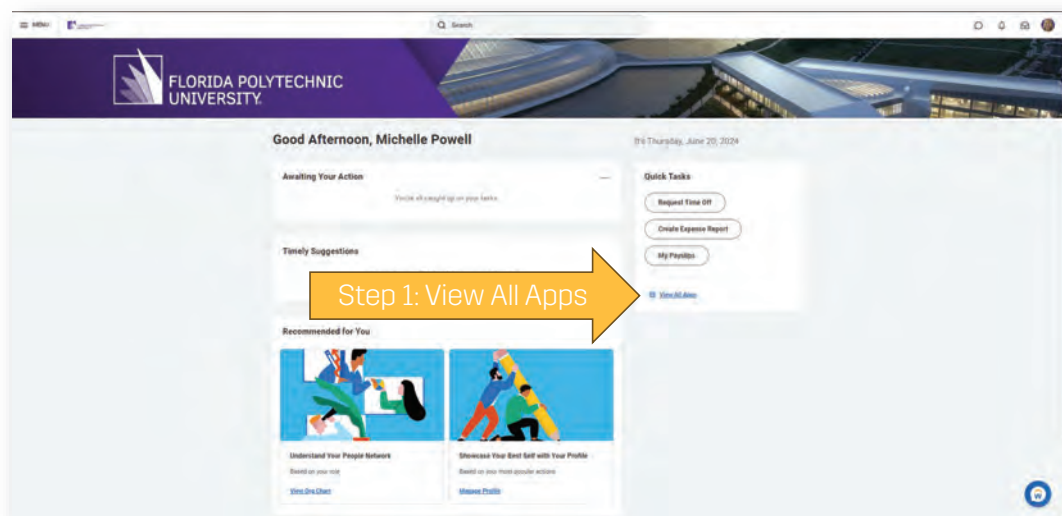 MENU
Search
FLORIDA POLYTECHNIC
UNIVERSITY
Good Afternoon, Michelle Powell
It's Thursday, June 20, 2024
Awaiting Your Action
You're all caught up on your tasks.
Quick Tasks
Request Time Off
Create Expense Report
My Payslips
View All Apps
Timely Suggestions
Step 1: View All Apps
Recommended for You
Understand Your People Network
Based on your role
View Org Chart
Showcase Your Best Self with Your Profile
Based on your most popular actions
Manage Profile